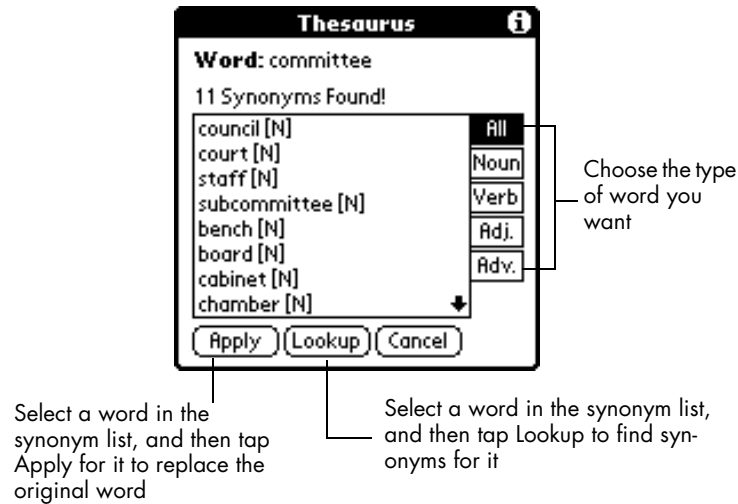 Thesaurus
Word: committee
11 Synonyms Found!
council [N]
court [N]
staff [N]
subcommittee [N]
bench [N]
board [N]
cabinet [N]
chamber [N]
All
Noun
Verb
Adj.
Adv.
Apply
Lookup
Cancel
Choose the type
of word you
want
Select a word in the
synonym list, and then tap
Apply for it to replace the
original word
Select a word in the synonym list,
and then tap Lookup to find syn-
onyms for it